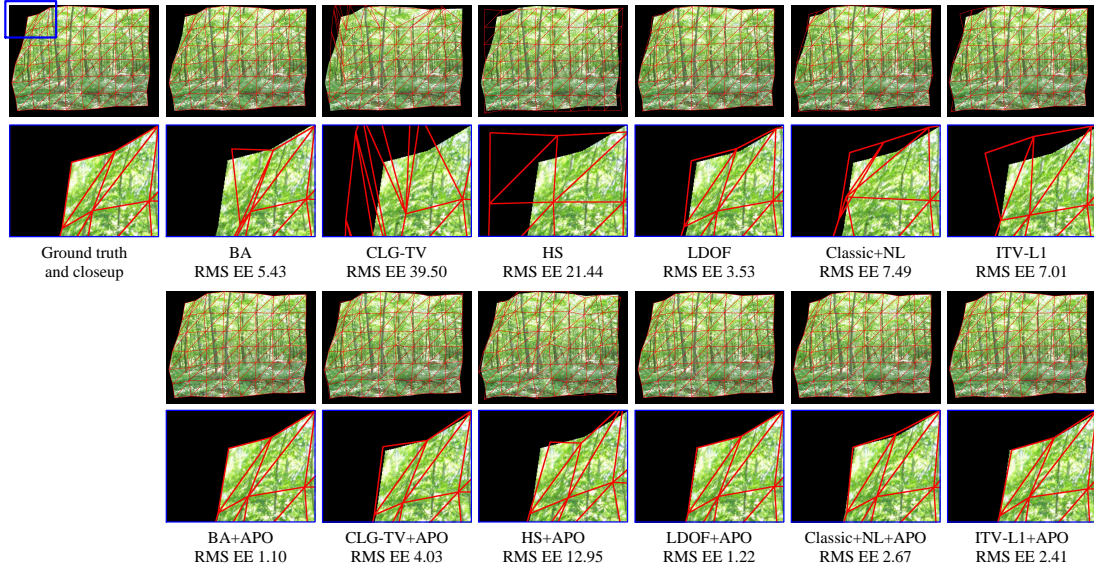 Ground truth
and closeup
BA
RMS EE 5.43
CLG-TV
RMS EE 39.50
HS
RMS EE 21.44
LDOF
RMS EE 3.53
Classic+NL
RMS EE 7.49
ITV-L1
RMS EE 7.01
BA+APO
RMS EE 1.10
CLG-TV+APO
RMS EE 4.03
HS+APO
RMS EE 12.95
LDOF+APO
RMS EE 1.22
Classic+NL+APO
RMS EE 2.67
ITV-L1+APO
RMS EE 2.41